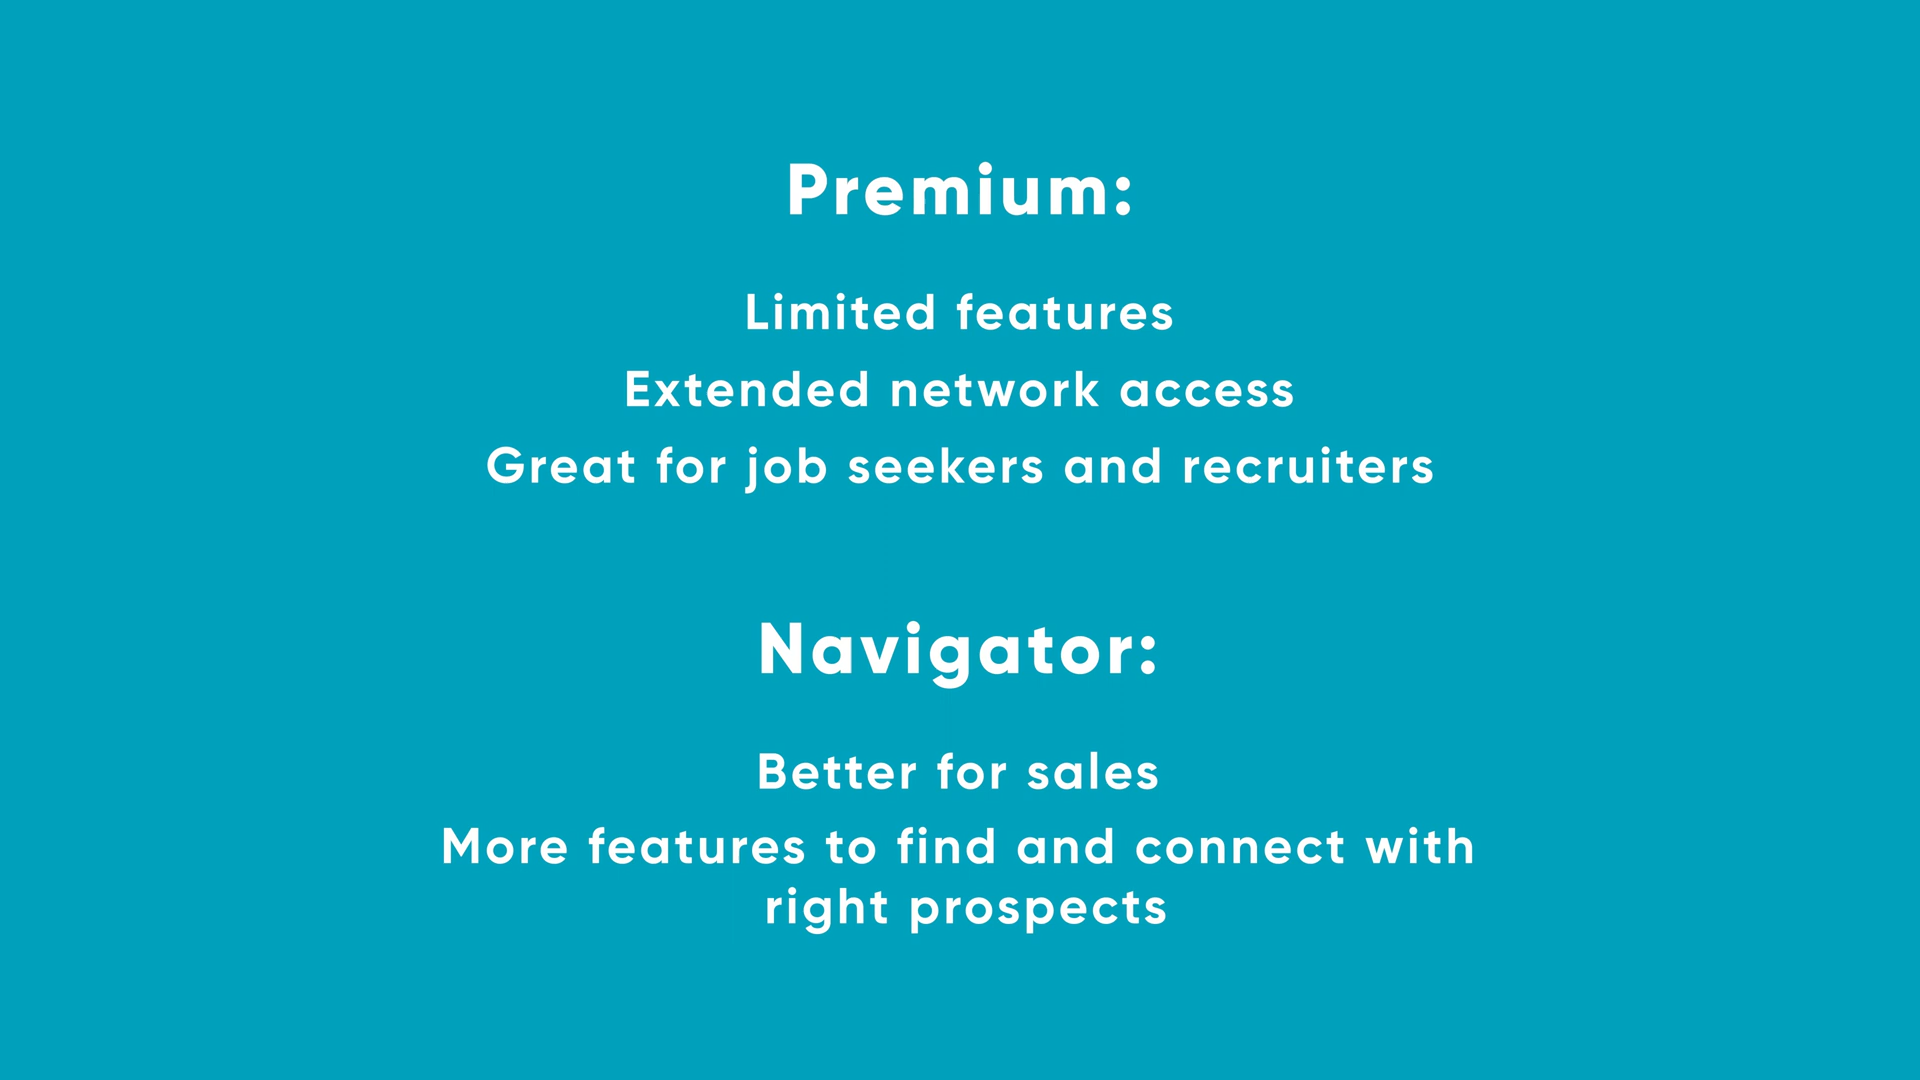 Premium:
Limited features
Extended network access
Great for job seekers and recruiters
Navigator:
Better for sales
More features to find and connect with
right prospects